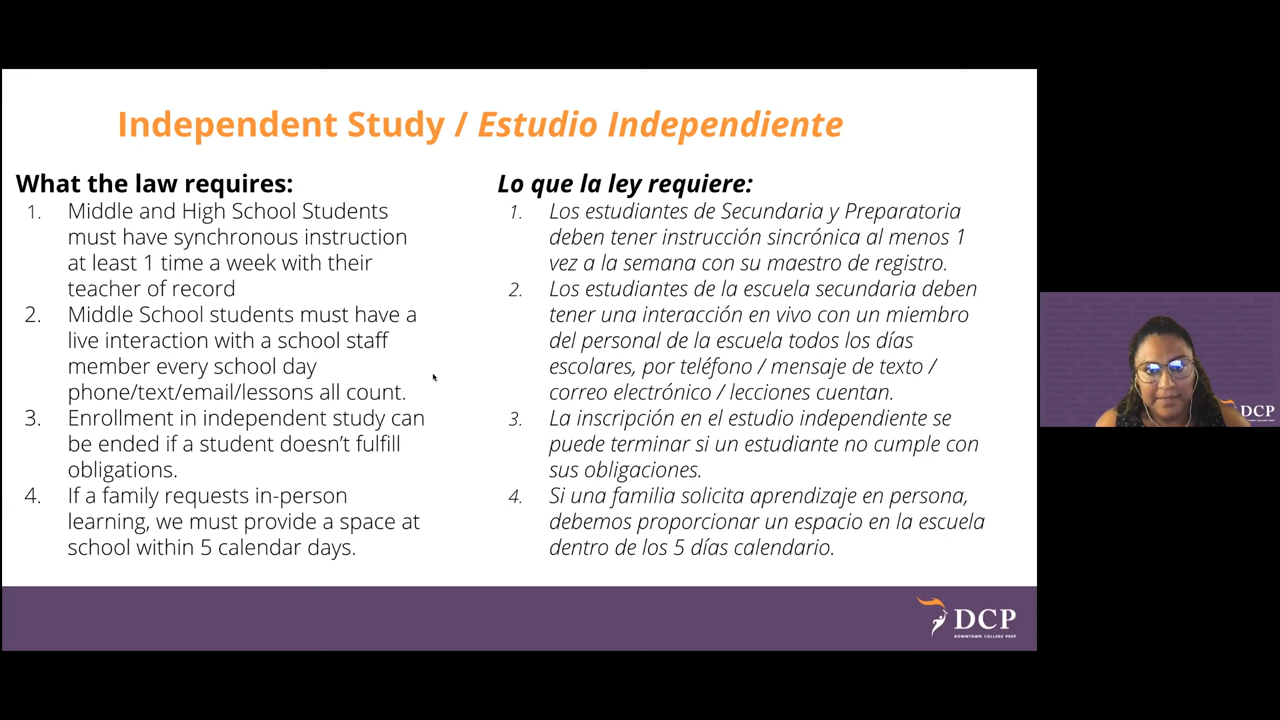 Independent Study / Estudio Independiente
What the law requires:
1. Middle and High School Students
must have synchronous instruction
at least 1 time a week with their
teacher of record
2. Middle School students must have a
live interaction with a school staff
member every school day
phone/text/email/lessons all count.
3. Enrollment in independent study can
be ended if a student doesn’t fulfill
obligations.
4. If a family requests in-person
learning, we must provide a space at
school within 5 calendar days.
Lo que la ley requiere:
1. Los estudiantes de Secundaria y Preparatoria
deben tener instrucción sincrónica al menos 1
vez a la semana con su maestro de registro.
2. Los estudiantes de la escuela secundaria deben
tener una interacción en vivo con un miembro
del personal de la escuela todos los días
escolares, por teléfono / mensaje de texto /
correo electrónico / lecciones cuentan.
3. La inscripción en el estudio independiente se
puede terminar si un estudiante no cumple con
sus obligaciones.
4. Si una familia solicita aprendizaje en persona,
debemos proporcionar un espacio en la escuela
dentro de los 5 días calendario.
DCP
DOWNTOWN COLLEGE PREP
DCP